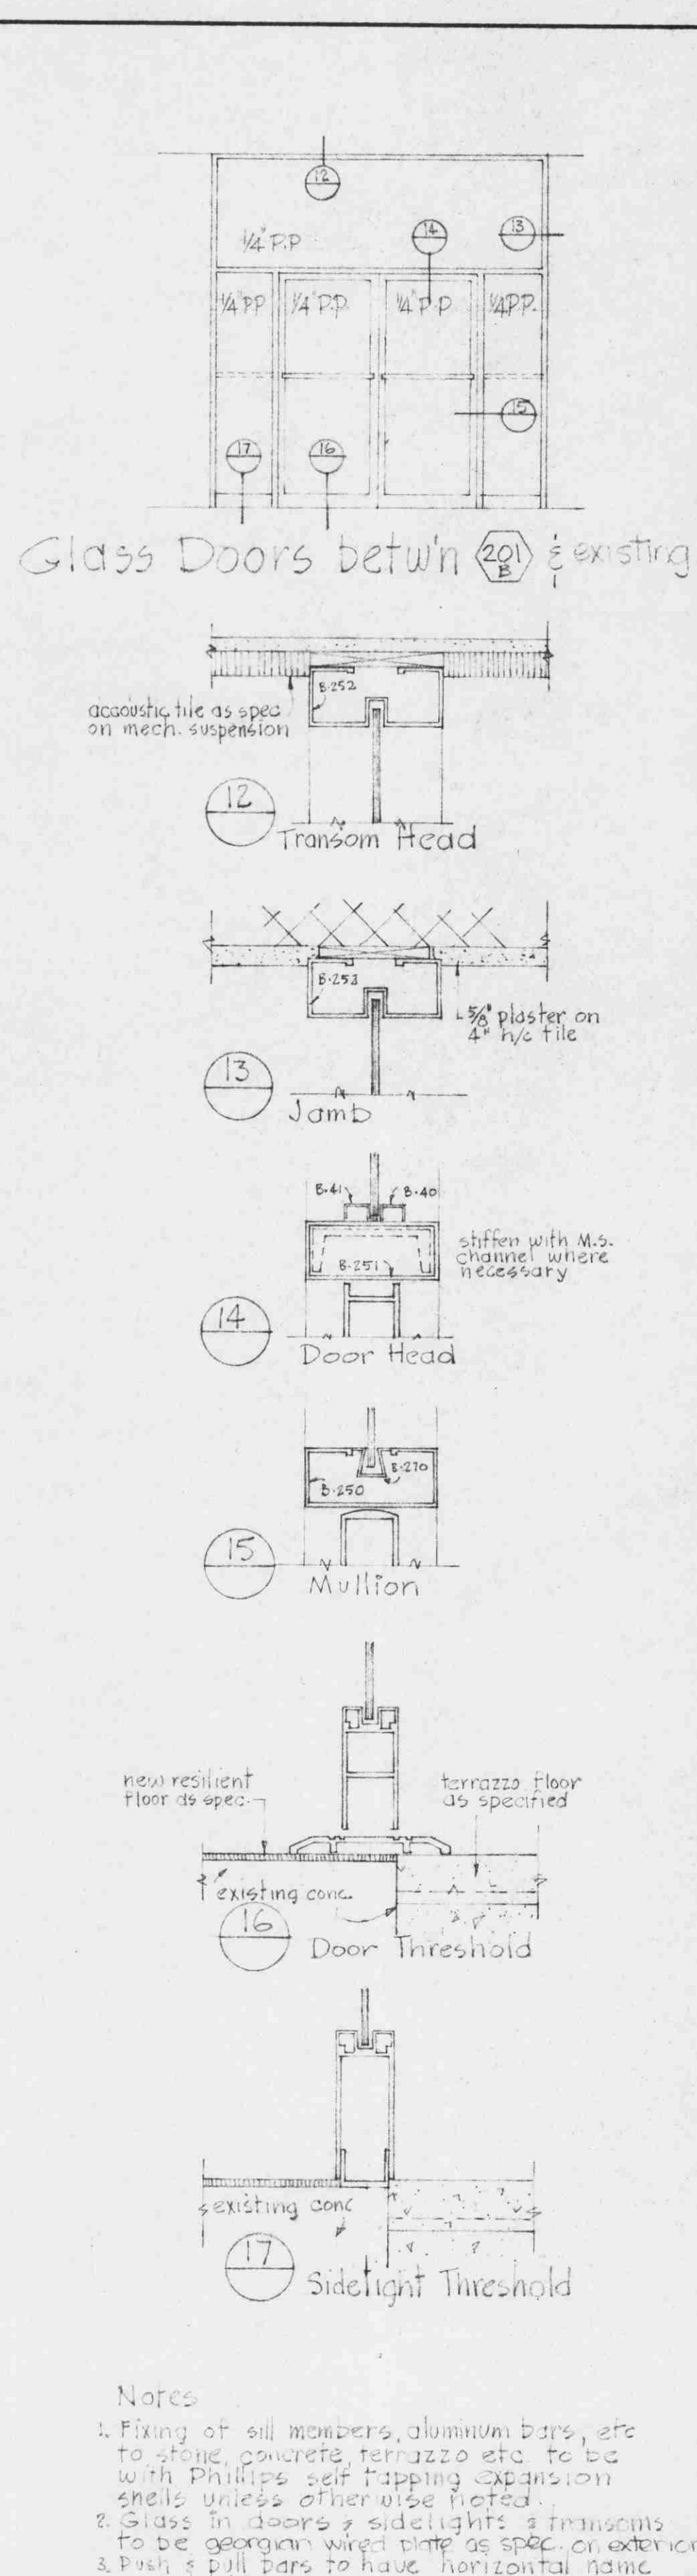 12
1/4" P.P
14
13
1/4" PP
1/4" P.P.
1/4" P.P
1/4 P.P.
15
17
16
Glass Doors betw'n 201 B & existing
B·252
accoustic tile as spec
on mech. suspension
12
Transom Head
B·253
5/8" plaster on
4" h/c tile
13
Jamb
B·41
B·40
stiffen with M.S.
channel where
necessary
B·251
14
Door Head
B·270
B·250
15
Mullion
new resilient
floor as spec.
terrazzo floor
as specified
existing conc.
16
Door Threshold
existing conc
17
Sidelight Threshold
Notes
1. Fixing of sill members, aluminum bars, etc
to stone, concrete, terrazzo etc. to be
with Phillips self tapping expansion
shells unless otherwise noted.
2. Glass in doors & sidelights & transoms
to be georgian wired plate as spec. on exterior
3. Push & pull bars to have horizontal name